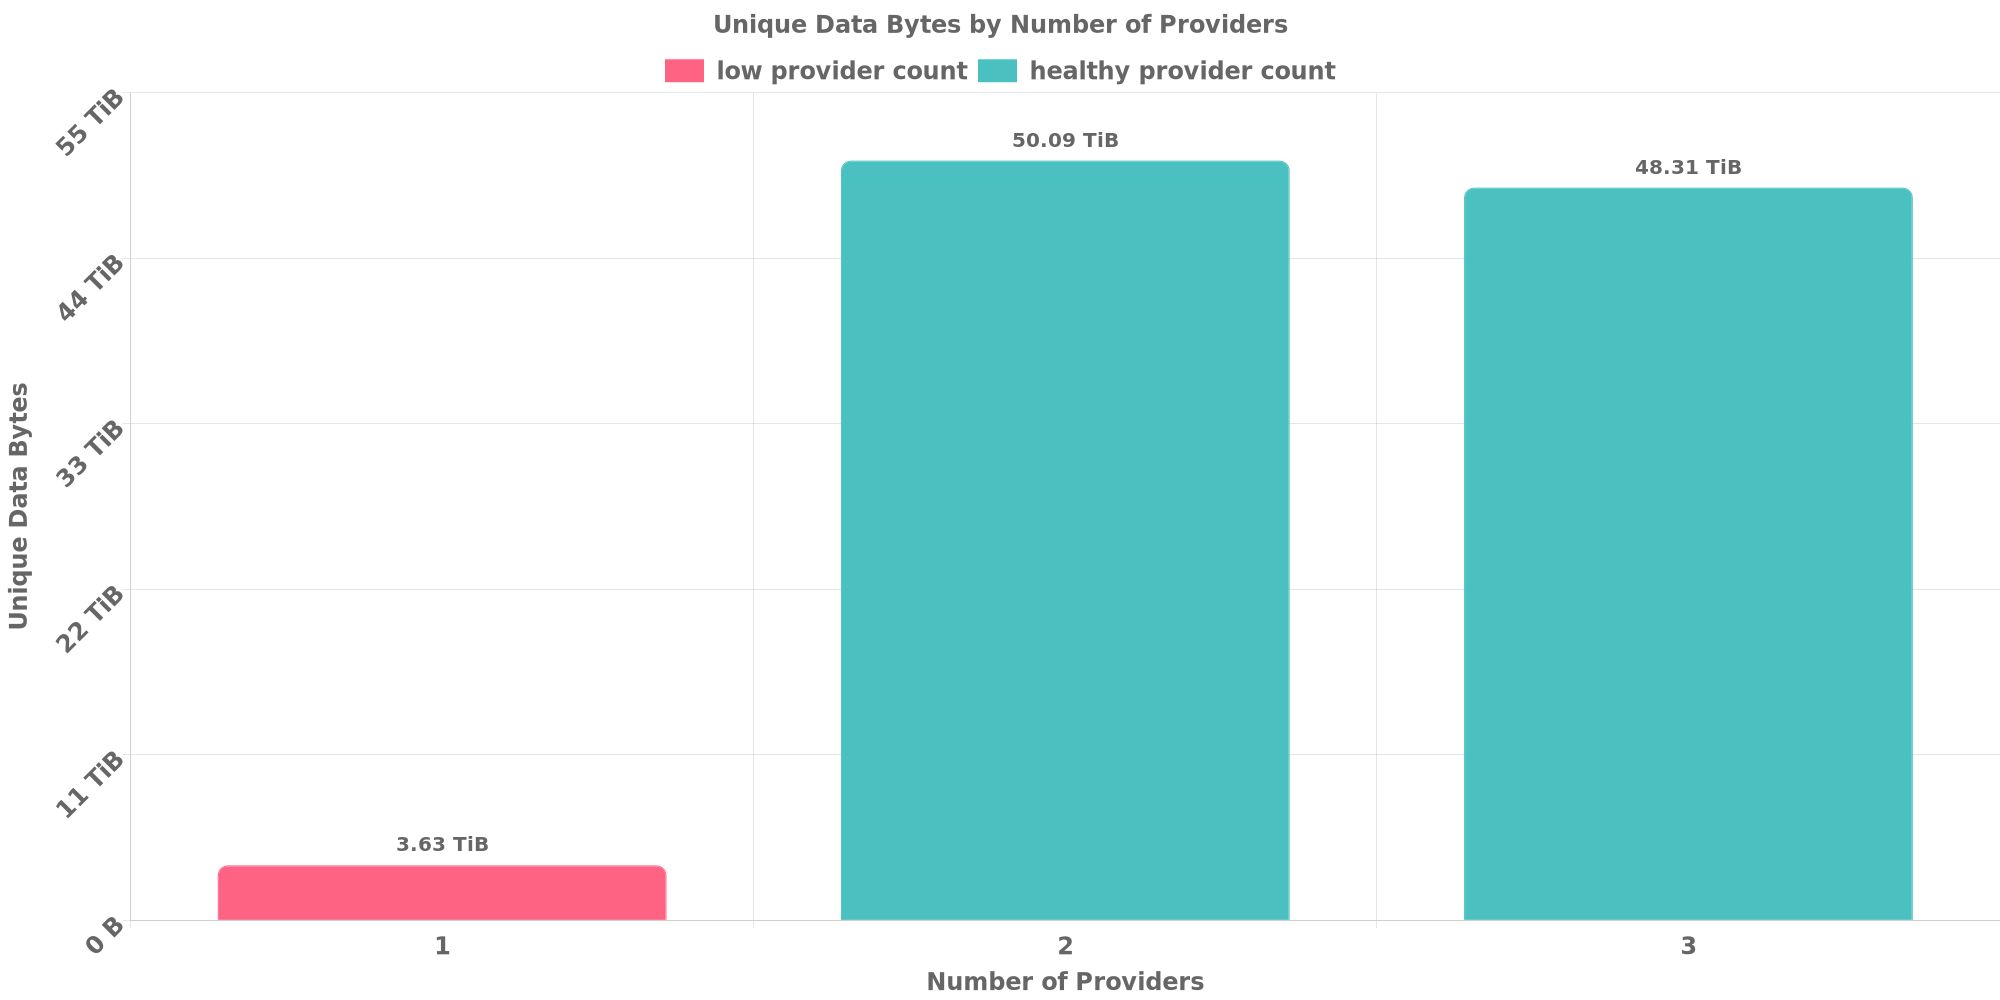 Unique Data Bytes by Number of Providers
low provider count healthy provider count
55 TiB
44 TiB
33 TiB
22 TiB
11 TiB
0 B
Unique Data Bytes
3.63 TiB
50.09 TiB
48.31 TiB
1 2 3
Number of Providers